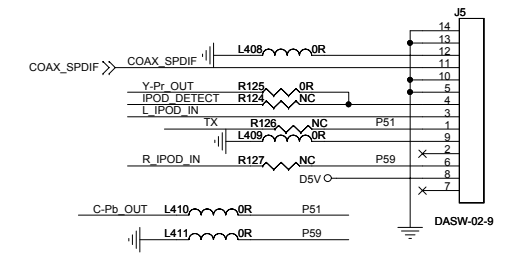 J5
14
13
L408 0R 12
COAX_SPDIF COAX_SPDIF 11
10
Y-Pr_OUT R125 0R 5
IPOD_DETECT R124 NC 4
L_IPOD_IN 3
TX R126 NC P51 1
L409 0R 9
2
R_IPOD_IN R127 NC P59 6
D5V 8
7
C-Pb_OUT L410 0R P51
DASW-02-9
L411 0R P59